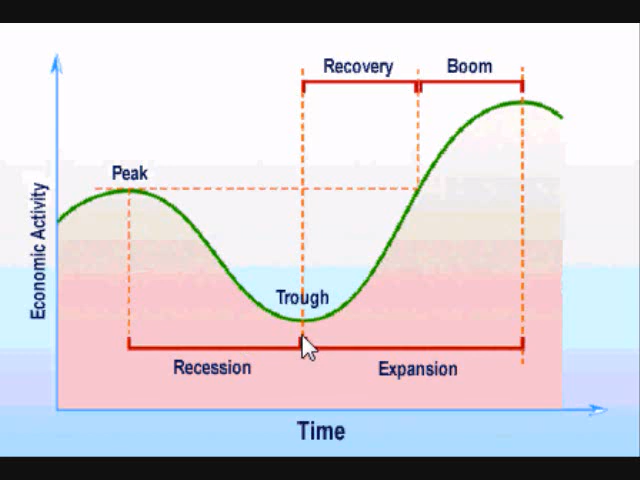 Recovery
Boom
Peak
Economic Activity
Trough
Recession
Expansion
Time